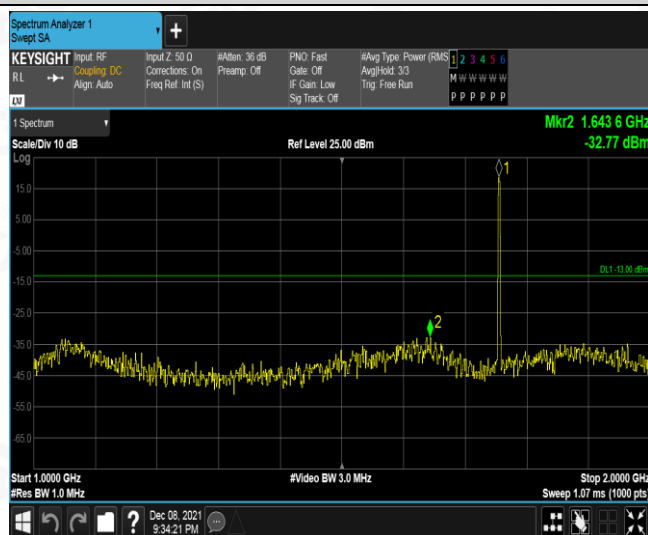 Spectrum Analyzer 1
Swept SA
+
KEYSIGHT
RL
LXI
Input: RF
Coupling: DC
Align: Auto
Input Z: 50 Ω
Corrections: On
Freq Ref: Int (S)
#Atten: 36 dB
Preamp: Off
PNO: Fast
Gate: Off
IF Gain: Low
Sig Track: Off
#Avg Type: Power (RMS
Avg|Hold: 3/3
Trig: Free Run
1 2 3 4 5 6
M W W W W W
P P P P P P
1 Spectrum
Mkr2 1.643 6 GHz
Scale/Div 10 dB
Ref Level 25.00 dBm
-32.77 dBm
Log
1
15.0
5.00
-5.00
DL1 -13.00 dBm
-15.0
-25.0
2
-35.0
-45.0
-55.0
-65.0
Start 1.0000 GHz
#Video BW 3.0 MHz
Stop 2.0000 GHz
#Res BW 1.0 MHz
Sweep 1.07 ms (1000 pts)
?
Dec 08, 2021
9:34:21 PM